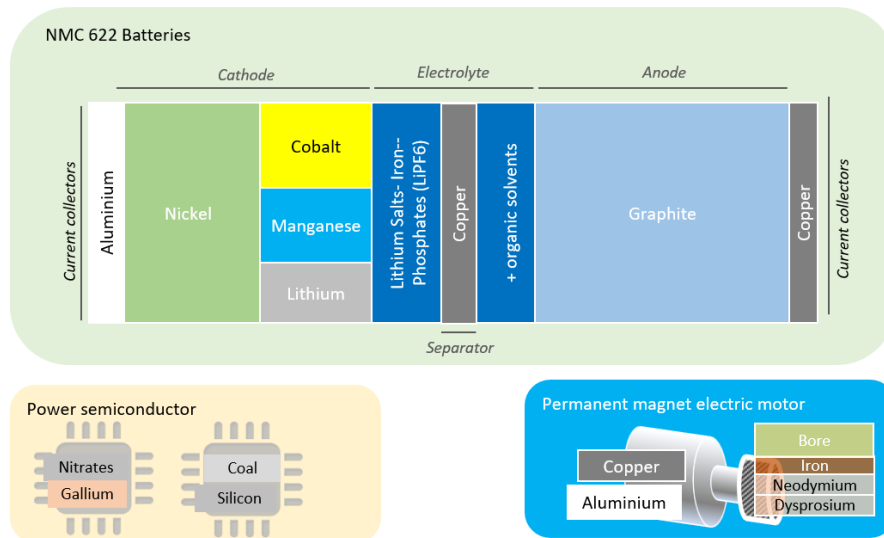 NMC 622 Batteries
Cathode
Electrolyte
Anode
Current collectors
Aluminium
Nickel
Cobalt
Manganese
Lithium
Lithium Salts- Iron--
Phosphates (LiPF6)
Copper
+ organic solvents
Graphite
Copper
Current collectors
Separator
Power semiconductor
Nitrates
Gallium
Coal
Silicon
Permanent magnet electric motor
Copper
Aluminium
Bore
Iron
Neodymium
Dysprosium